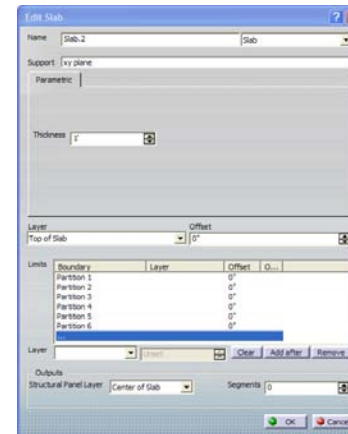 Edit Slab
?
Name Slab.2 Slab
Support xy plane
Parametric
Thickness 1'
Layer Offset
Top of Slab 0"
Limits Boundary Layer Offset O...
Partition 1 0"
Partition 2 0"
Partition 3 0"
Partition 4 0"
Partition 5 0"
Partition 6 0"
...
Layer Unset Clear Add after Remove
Outputs
Structural Panel Layer Center of Slab Segments 0
OK Cance